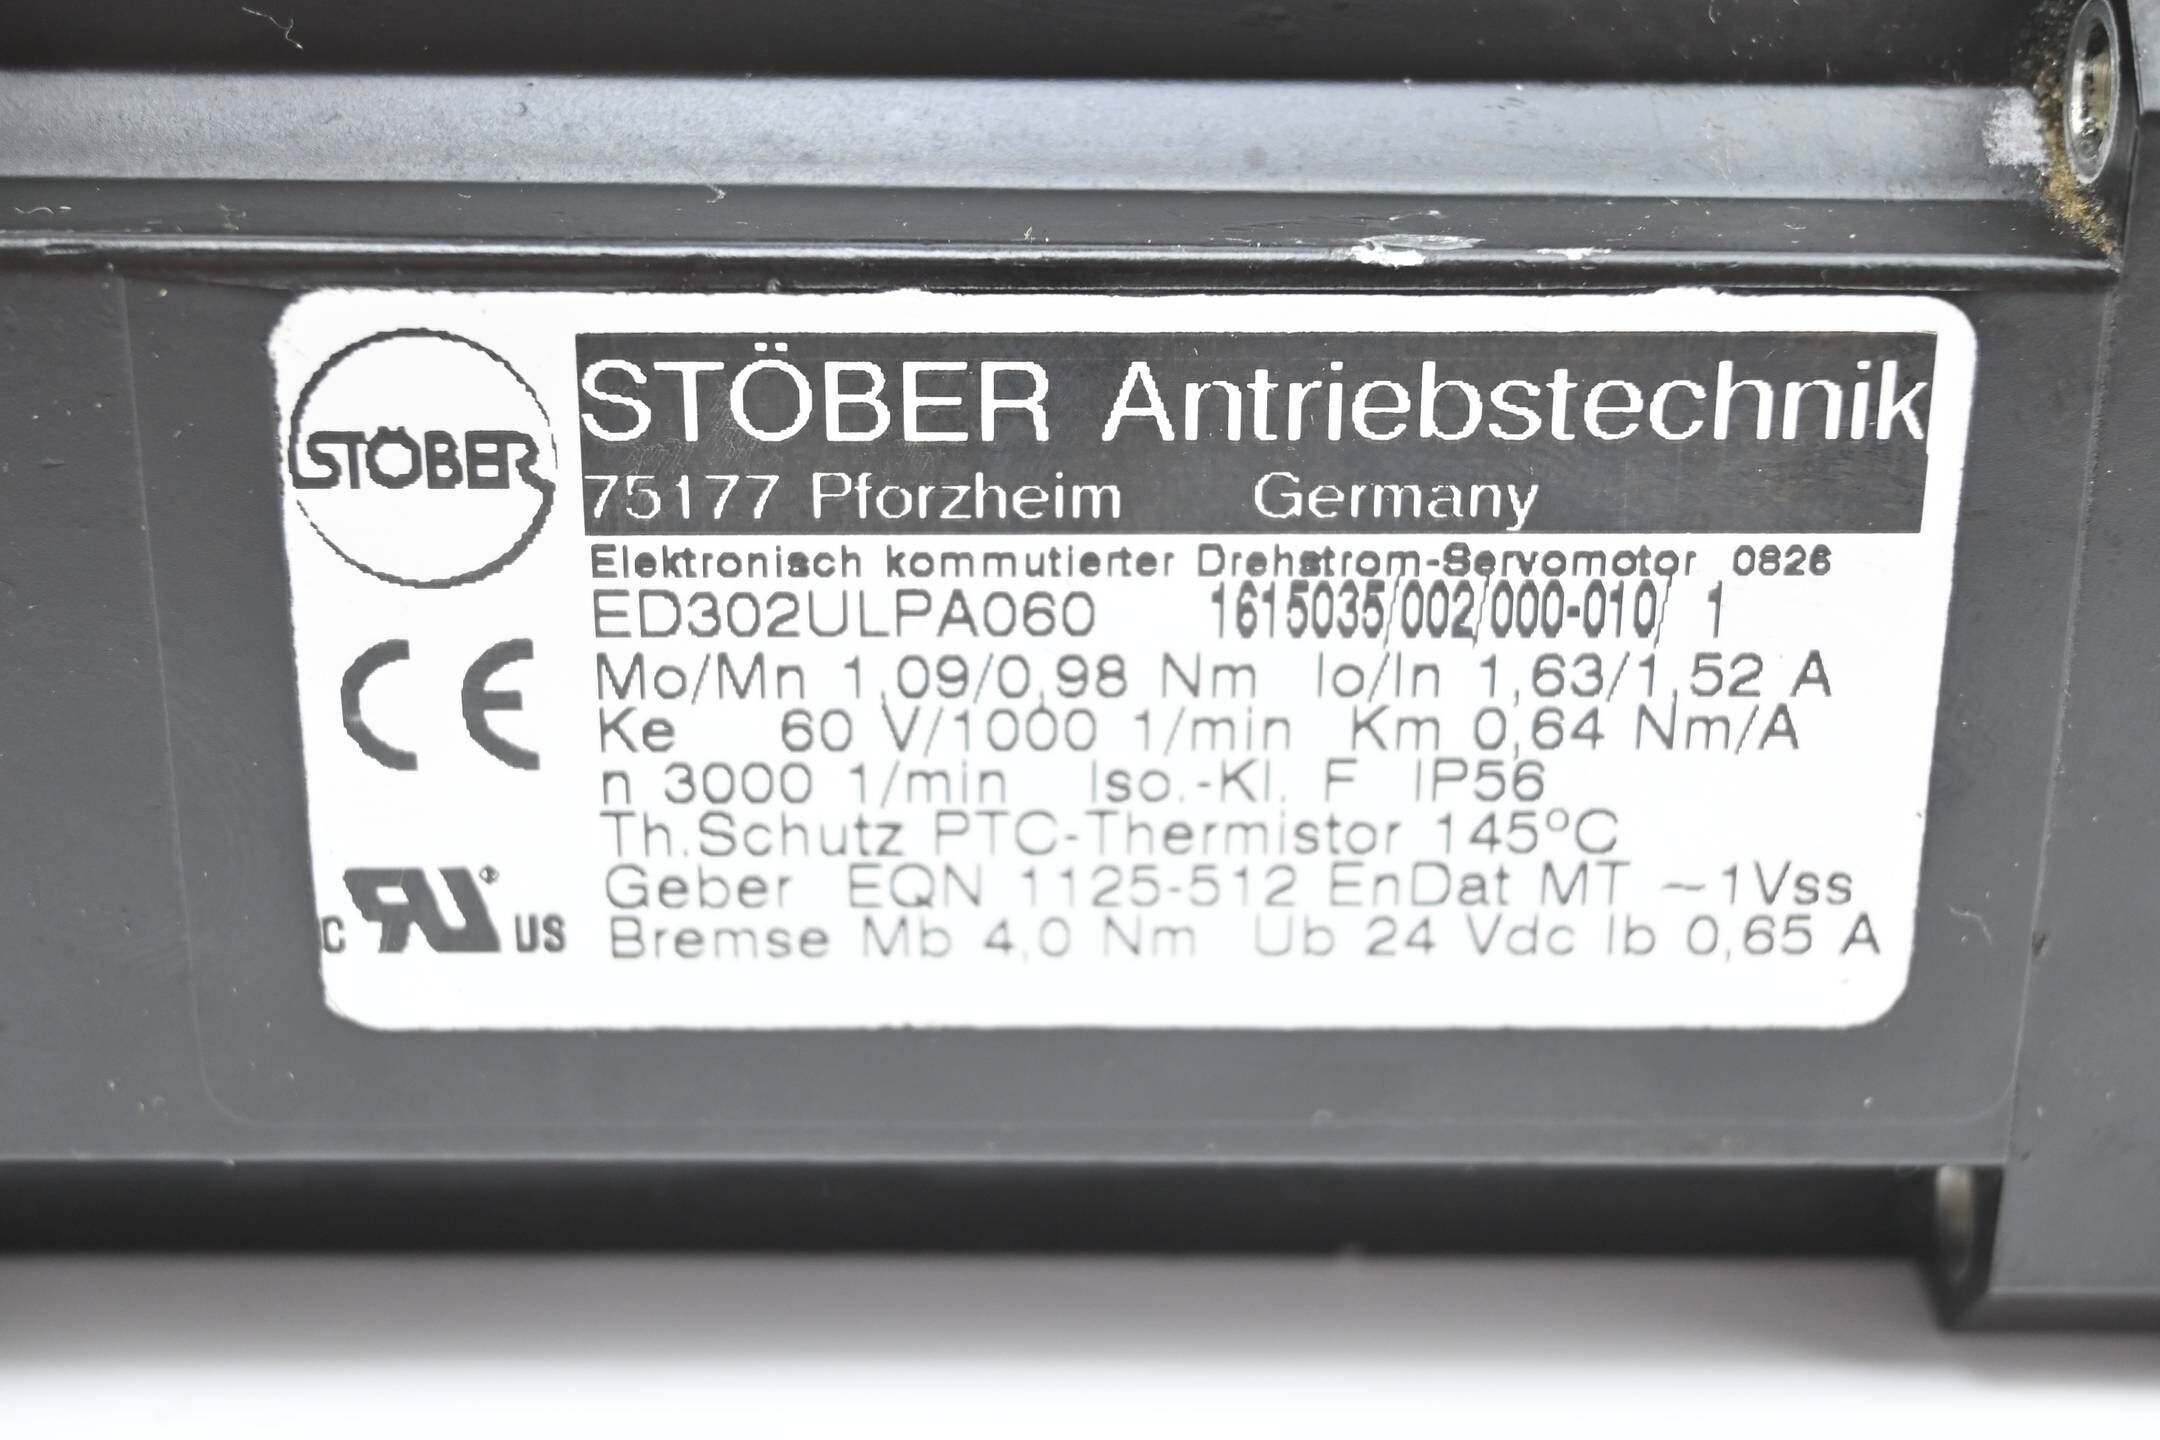 STÖBER
STÖBER Antriebstechnik
75177 Pforzheim Germany
Elektronisch kommutierter Drehstrom-Servomotor 0826
ED302ULPA060 1615035/002/000-010/ 1
Mo/Mn 1,09/0,98 Nm Io/In 1,63/1,52 A
Ke 60 V/1000 1/min Km 0,64 Nm/A
n 3000 1/min Iso.-Kl. F IP56
Th.Schutz PTC-Thermistor 145°C
Geber EQN 1125-512 EnDat MT ~1Vss
Bremse Mb 4,0 Nm Ub 24 Vdc Ib 0,65 A
CE
C RU US